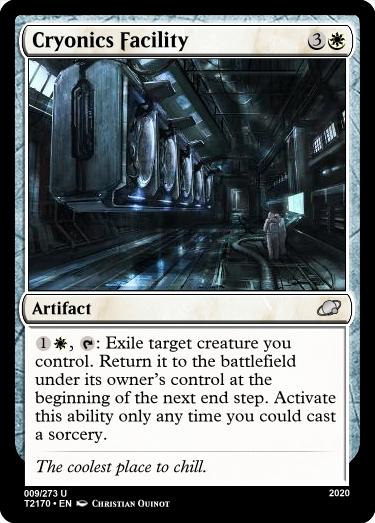 Cryonics Facility 3
Artifact
1 , : Exile target creature you
control. Return it to the battlefield
under its owner's control at the
beginning of the next end step. Activate
this ability only any time you could cast
a sorcery.
The coolest place to chill.
009/273 U 2020
T2170 • EN Christian Quinot